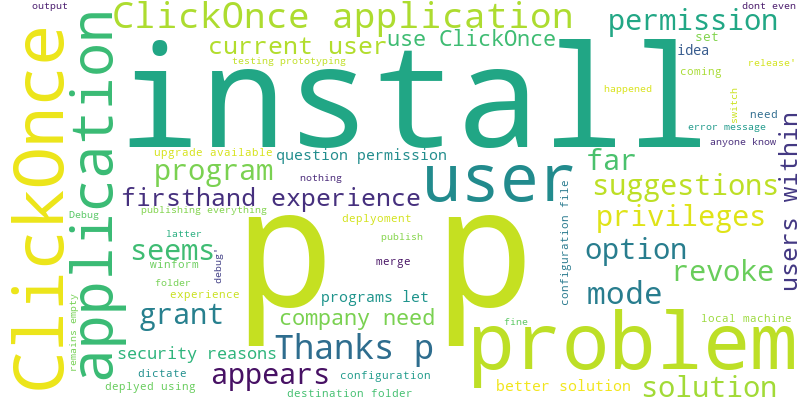 output
ClickOnce application
dont even
permission
set
current user
use ClickOnce
idea
testing prototyping
release'
coming
install
ClickOnce
application
happened
switch
need
error message
anyone know
upgrade available
question permission
program
nothing
user
far
suggestions
users within
firsthand experience
publishing everything
Debug
deplyoment
privileges
p p
latter
publish
seems
option
winform
debug'
merge
configuration file
revoke
folder
experience
programs let
mode
grant
company need
remains empty
fine
local machine
problem
security reasons
Thanks p
dictate
appears
configuration
deplyed using
destination folder
better solution
solution